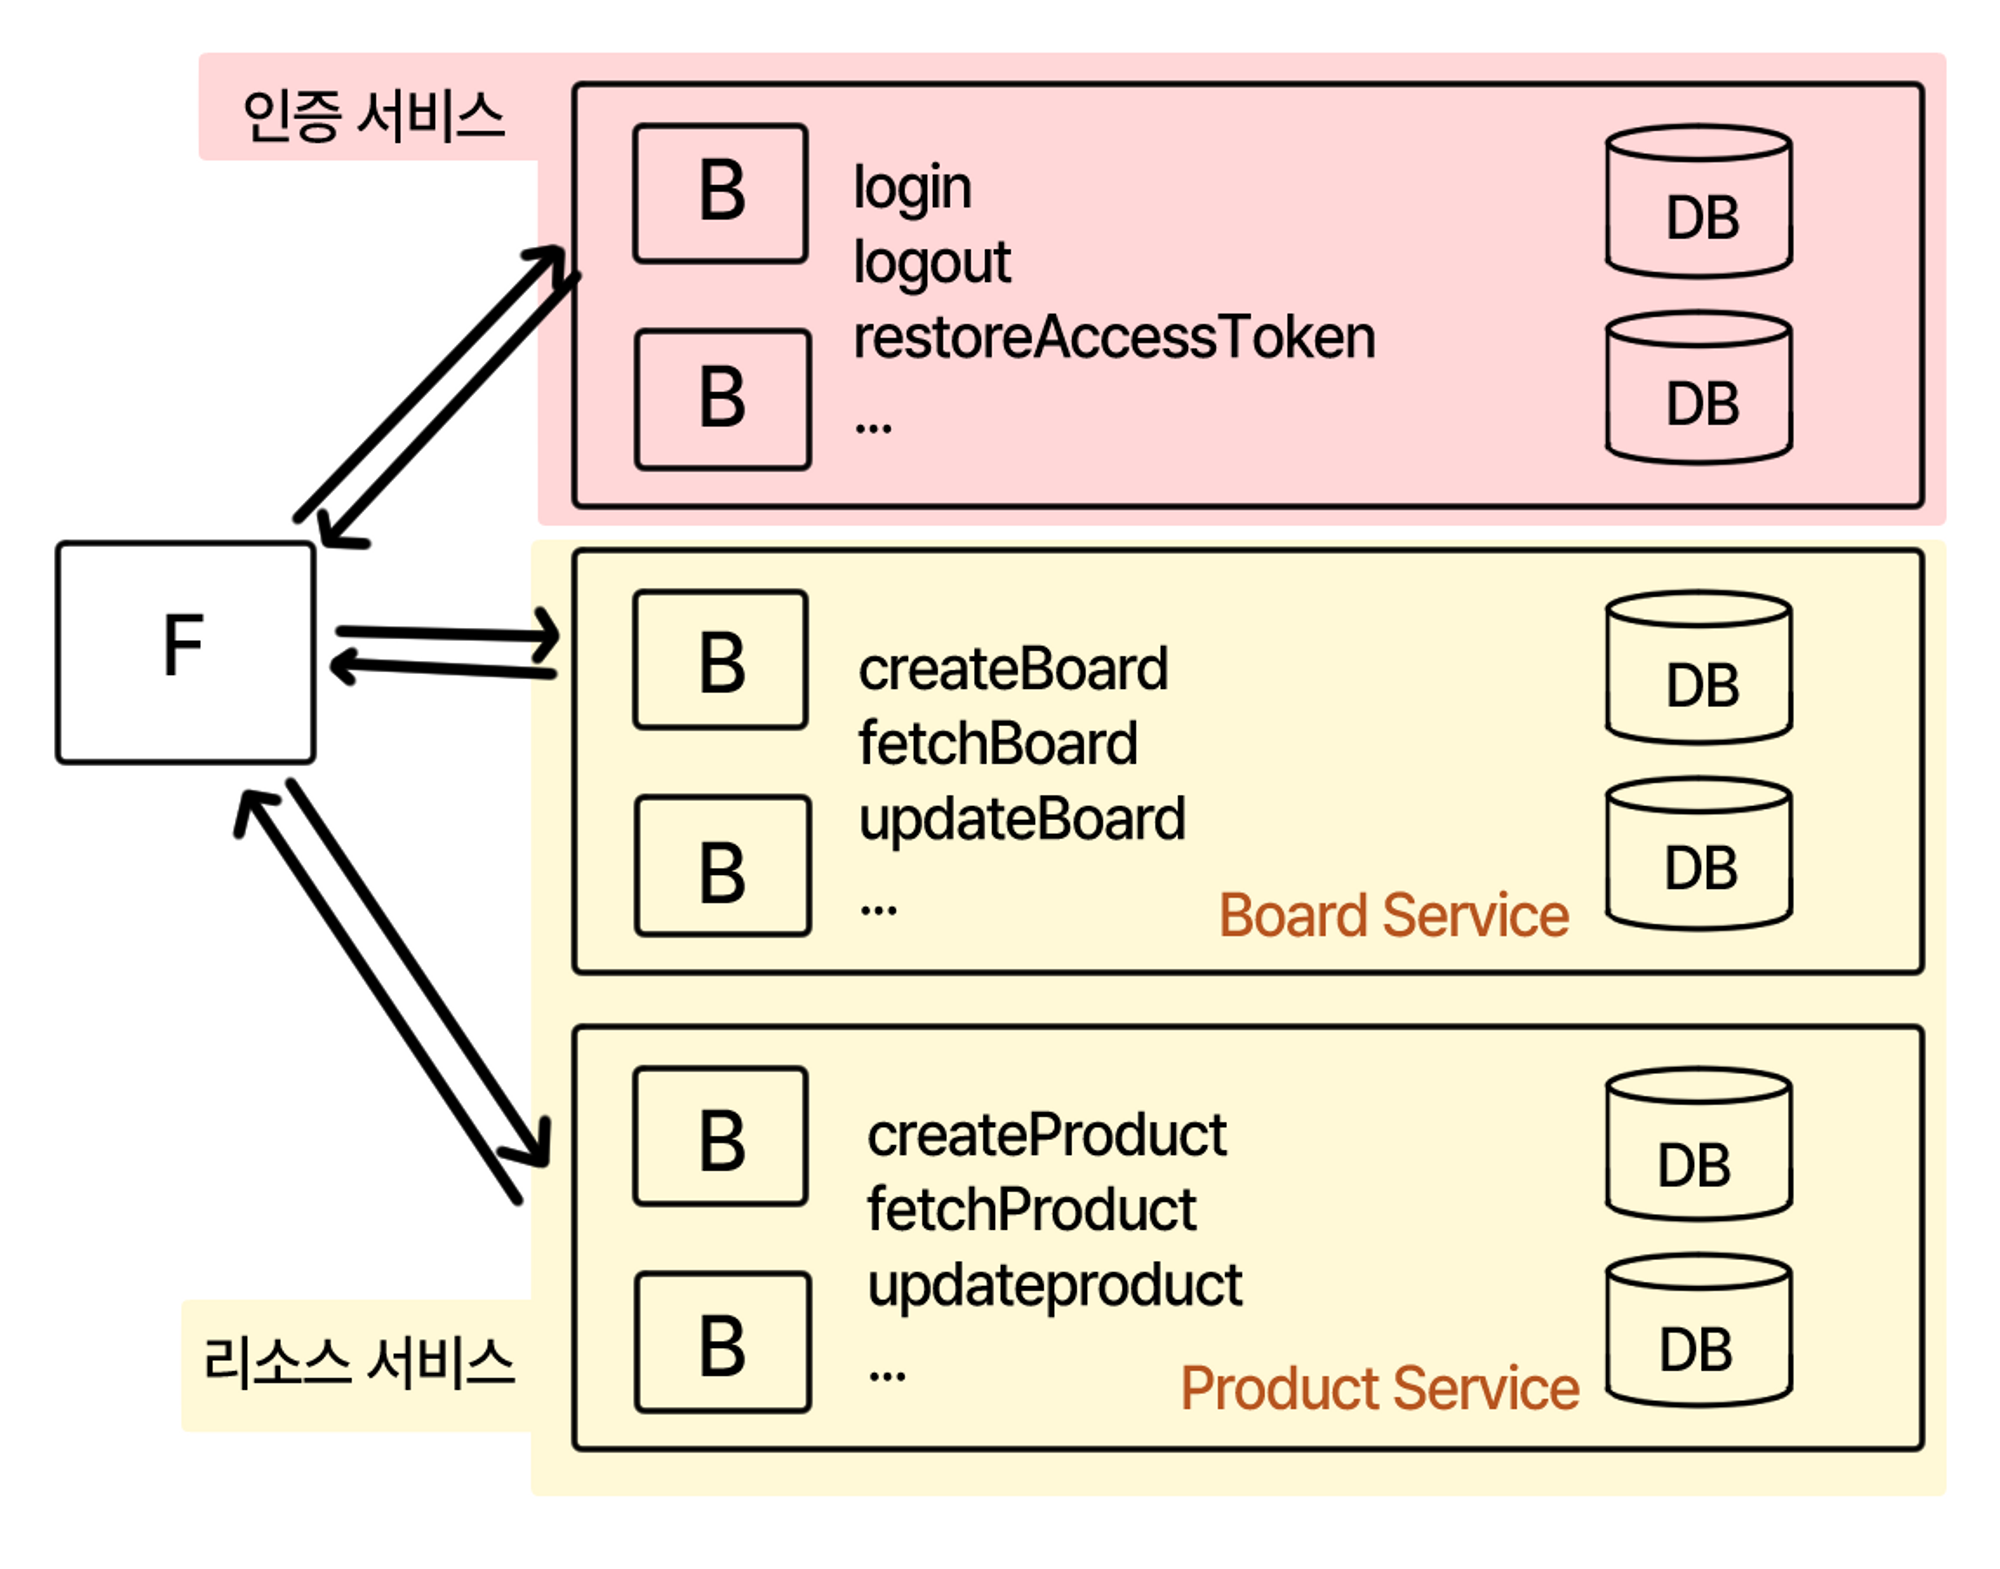 인증 서비스
B
login
logout
restoreAccessToken
...
B
DB
DB
F
B
createBoard
fetchBoard
updateBoard
...
B
Board Service
DB
DB
B
createProduct
fetchProduct
updateproduct
...
B
Product Service
DB
DB
리소스 서비스